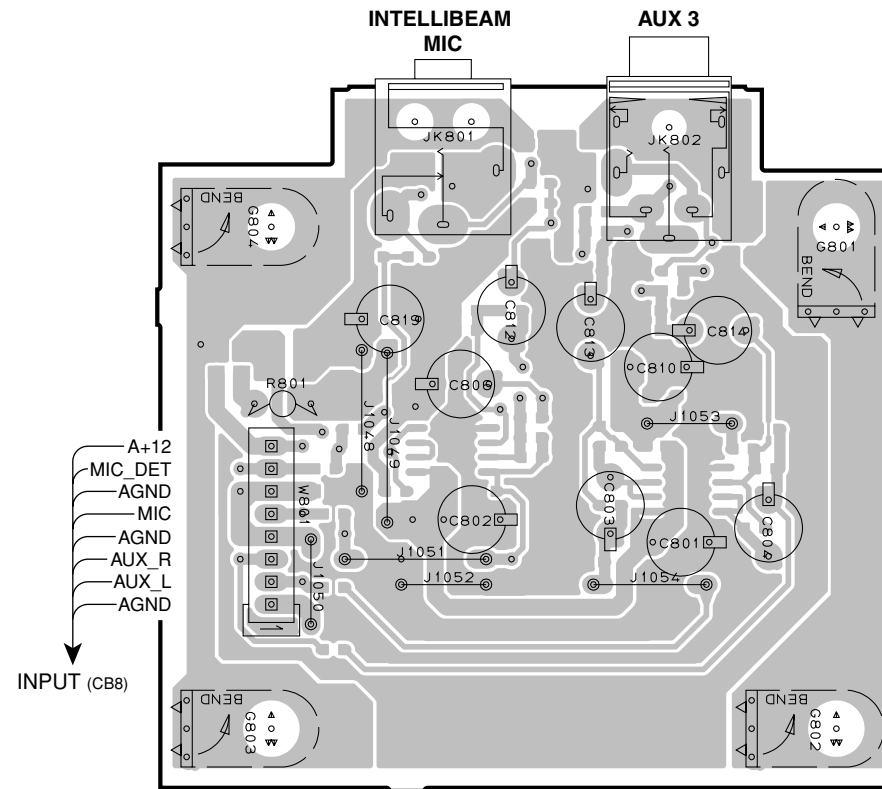 INTELLIBEAM
MIC
AUX 3
JK801
JK802
BEND
G804
G801
BEND
C819
C812
C813
C814
C810
C806
R801
J1048
J1049
J1053
A+12
MIC_DET
AGND
MIC
AGND
AUX_R
AUX_L
AGND
W801
C802
C803
C801
C804
J1051
J1052
J1050
J1054
INPUT (CB8)
BEND
G803
BEND
G802
1